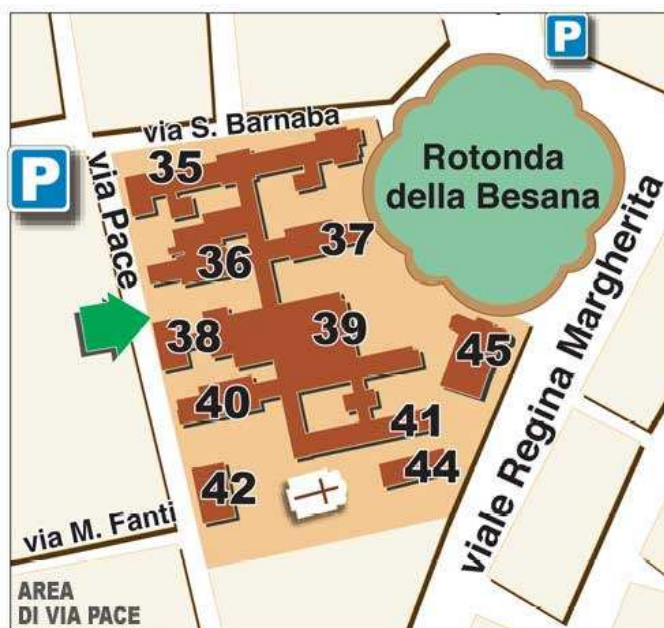 P
P
via S. Barnaba
Rotonda
della Besana
via Pace
35
36
37
38
39
40
41
42
44
45
viale Regina Margherita
via M. Fanti
AREA
DI VIA PACE